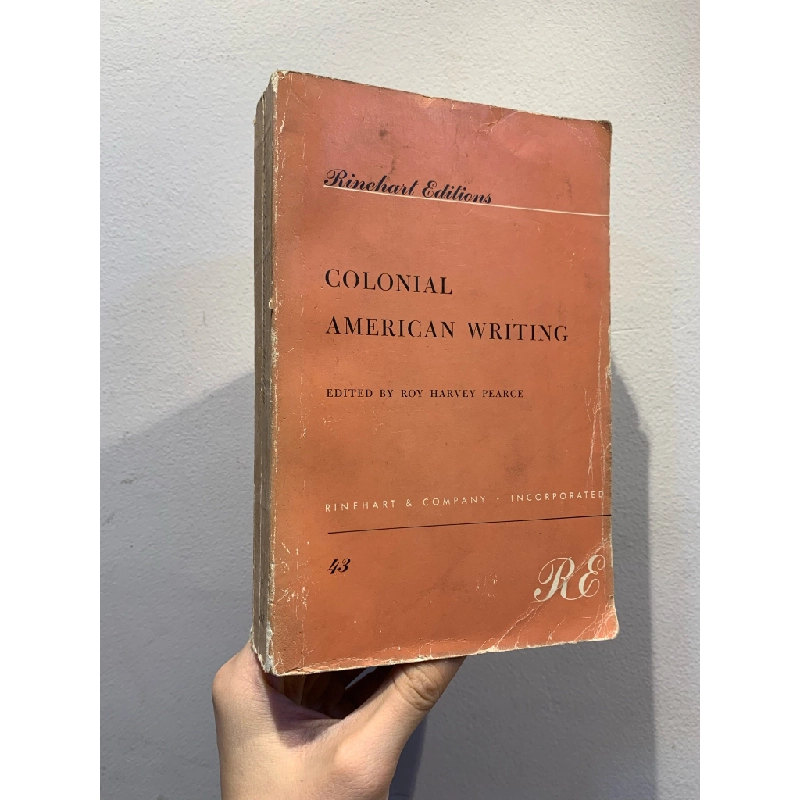 Rinehart Editions
COLONIAL
AMERICAN WRITING
EDITED BY ROY HARVEY PEARCE
RINEHART & COMPANY · INCORPORATED
43
RE